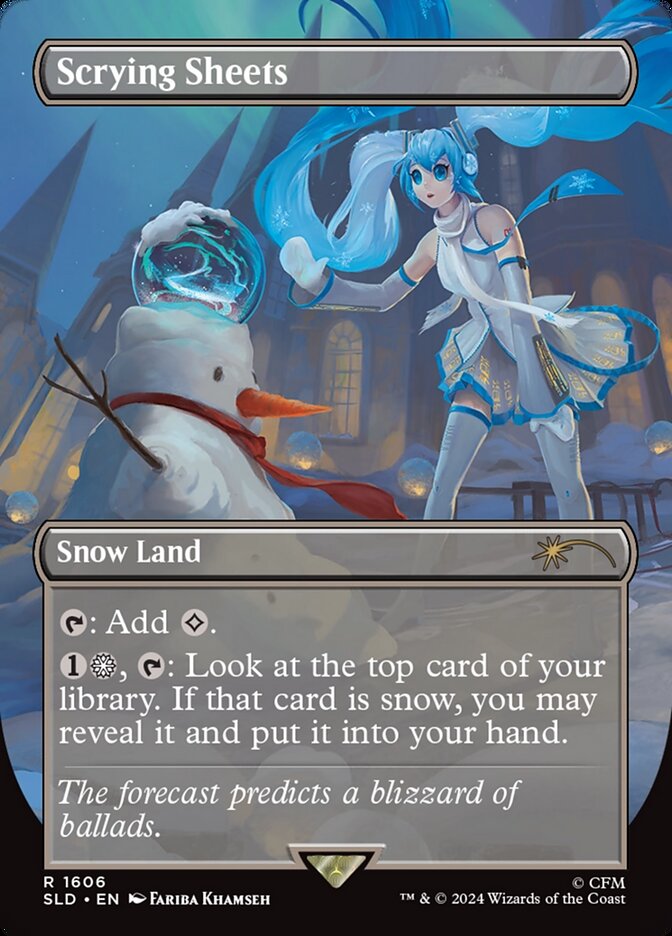 Scrying Sheets
Snow Land
: Add .
1 , : Look at the top card of your
library. If that card is snow, you may
reveal it and put it into your hand.
The forecast predicts a blizzard of
ballads.
R 1606
SLD • EN Fariba Khamseh
© CFM
™ & © 2024 Wizards of the Coast